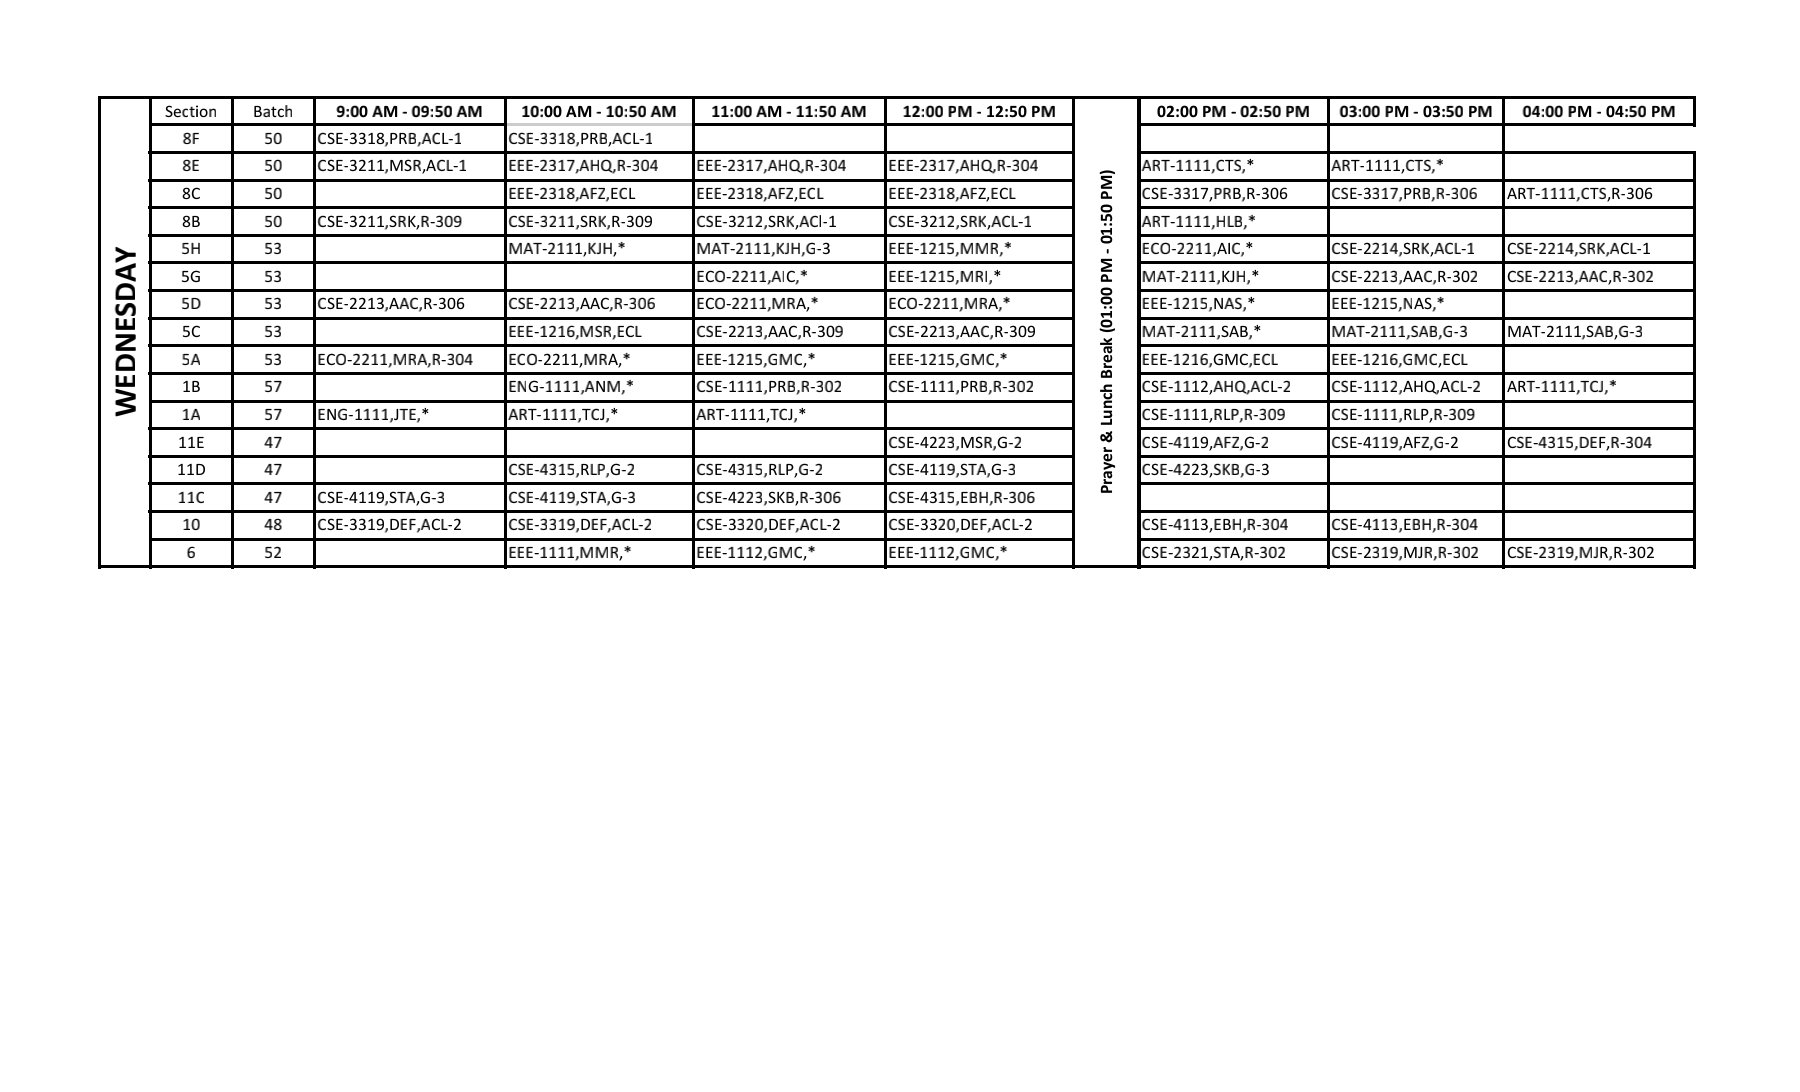 WEDNESDAY
Section Batch 9:00 AM - 09:50 AM 10:00 AM - 10:50 AM 11:00 AM - 11:50 AM 12:00 PM - 12:50 PM Prayer & Lunch Break (01:00 PM - 01:50 PM) 02:00 PM - 02:50 PM 03:00 PM - 03:50 PM 04:00 PM - 04:50 PM
8F 50 CSE-3318,PRB,ACL-1 CSE-3318,PRB,ACL-1
8E 50 CSE-3211,MSR,ACL-1 EEE-2317,AHQ,R-304 EEE-2317,AHQ,R-304 EEE-2317,AHQ,R-304 ART-1111,CTS,* ART-1111,CTS,*
8C 50 EEE-2318,AFZ,ECL EEE-2318,AFZ,ECL EEE-2318,AFZ,ECL CSE-3317,PRB,R-306 CSE-3317,PRB,R-306 ART-1111,CTS,R-306
8B 50 CSE-3211,SRK,R-309 CSE-3211,SRK,R-309 CSE-3212,SRK,ACl-1 CSE-3212,SRK,ACL-1 ART-1111,HLB,*
5H 53 MAT-2111,KJH,* MAT-2111,KJH,G-3 EEE-1215,MMR,* ECO-2211,AIC,* CSE-2214,SRK,ACL-1 CSE-2214,SRK,ACL-1
5G 53 ECO-2211,AIC,* EEE-1215,MRI,* MAT-2111,KJH,* CSE-2213,AAC,R-302 CSE-2213,AAC,R-302
5D 53 CSE-2213,AAC,R-306 CSE-2213,AAC,R-306 ECO-2211,MRA,* ECO-2211,MRA,* EEE-1215,NAS,* EEE-1215,NAS,*
5C 53 EEE-1216,MSR,ECL CSE-2213,AAC,R-309 CSE-2213,AAC,R-309 MAT-2111,SAB,* MAT-2111,SAB,G-3 MAT-2111,SAB,G-3
5A 53 ECO-2211,MRA,R-304 ECO-2211,MRA,* EEE-1215,GMC,* EEE-1215,GMC,* EEE-1216,GMC,ECL EEE-1216,GMC,ECL
1B 57 ENG-1111,ANM,* CSE-1111,PRB,R-302 CSE-1111,PRB,R-302 CSE-1112,AHQ,ACL-2 CSE-1112,AHQ,ACL-2 ART-1111,TCJ,*
1A 57 ENG-1111,JTE,* ART-1111,TCJ,* ART-1111,TCJ,* CSE-1111,RLP,R-309 CSE-1111,RLP,R-309
11E 47 CSE-4223,MSR,G-2 CSE-4119,AFZ,G-2 CSE-4119,AFZ,G-2 CSE-4315,DEF,R-304
11D 47 CSE-4315,RLP,G-2 CSE-4315,RLP,G-2 CSE-4119,STA,G-3 CSE-4223,SKB,G-3
11C 47 CSE-4119,STA,G-3 CSE-4119,STA,G-3 CSE-4223,SKB,R-306 CSE-4315,EBH,R-306
10 48 CSE-3319,DEF,ACL-2 CSE-3319,DEF,ACL-2 CSE-3320,DEF,ACL-2 CSE-3320,DEF,ACL-2 CSE-4113,EBH,R-304 CSE-4113,EBH,R-304
6 52 EEE-1111,MMR,* EEE-1112,GMC,* EEE-1112,GMC,* CSE-2321,STA,R-302 CSE-2319,MJR,R-302 CSE-2319,MJR,R-302